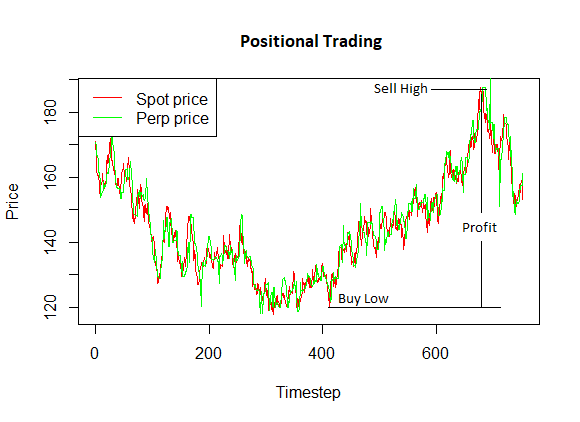 Positional Trading
Spot price
Perp price
Sell High
Profit
Buy Low
Price
120
140
160
180
0
200
400
600
Timestep